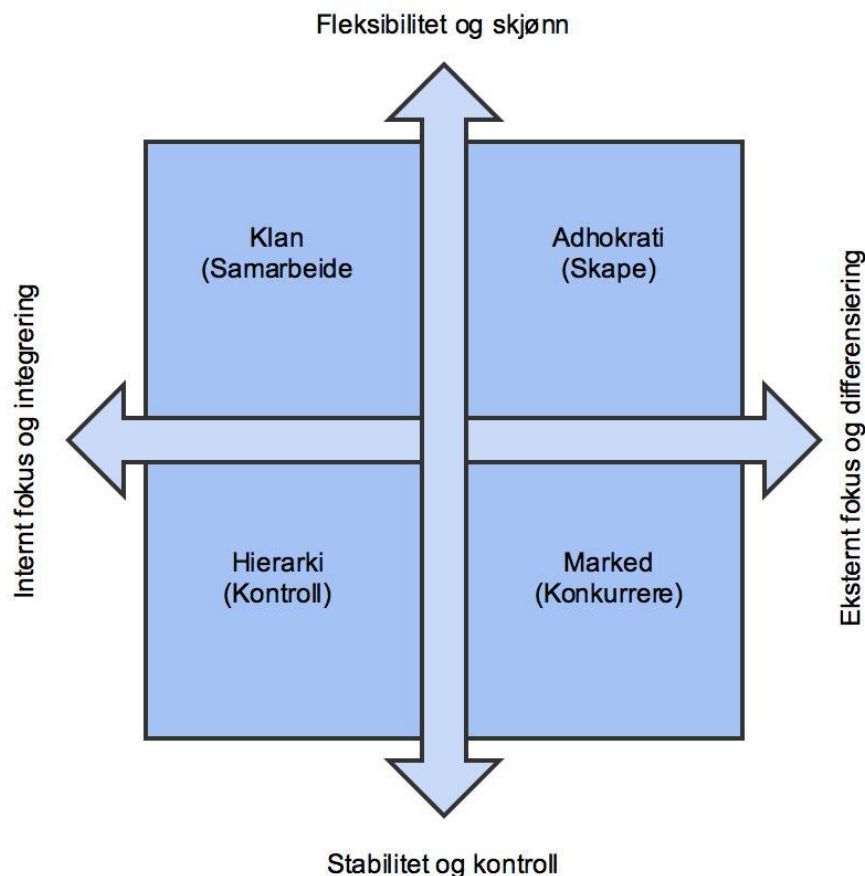 Fleksibilitet og skjønn
Klan
(Samarbeide
Adhokrati
(Skape)
Internt fokus og integrering
Eksternt fokus og differensiering
Hierarki
(Kontroll)
Marked
(Konkurrere)
Stabilitet og kontroll